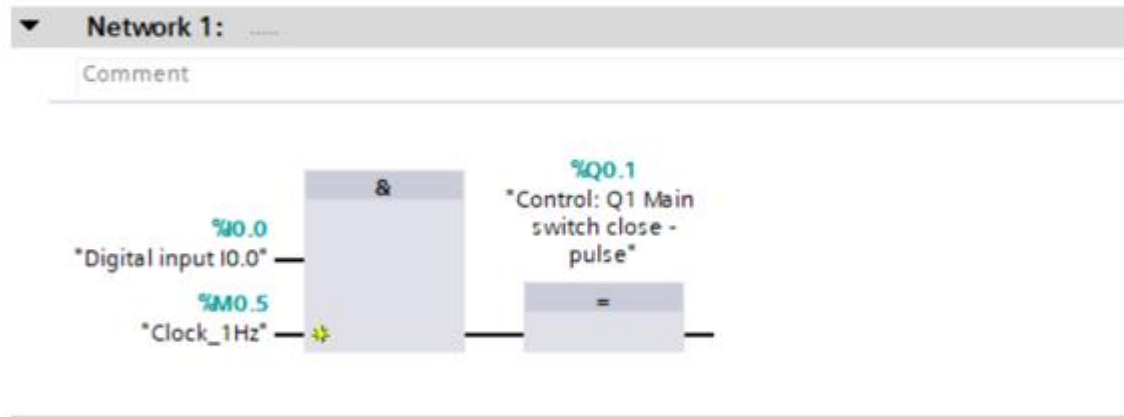 Network 1: .....
Comment
&
%I0.0
"Digital input I0.0"
%M0.5
"Clock_1Hz"
%Q0.1
"Control: Q1 Main
switch close -
pulse"
=